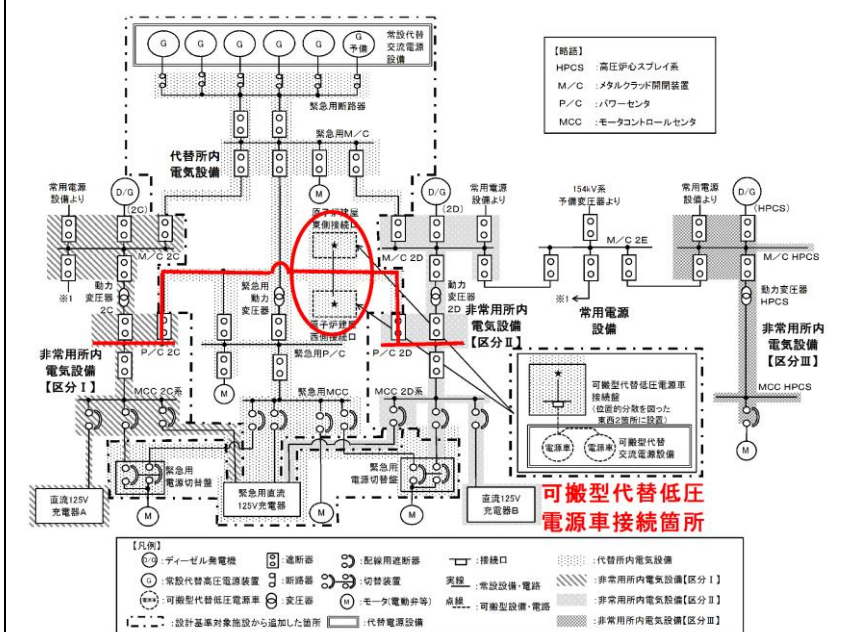 G
G
G
G
G
G
予備
常設代替
交流電源
設備
緊急用断路器
緊急用M/C
代替所内
電気設備
【略語】
HPCS :高圧炉心スプレイ系
M/C :メタルクラッド開閉装置
P/C :パワーセンタ
MCC :モータコントロールセンタ
常用電源
設備より
D/G
(2C)
M
原子炉建屋
東側接続口
D/G
(2D)
常用電源
設備より
154kV系
予備変圧器より
常用電源
設備より
D/G
(HPCS)
M/C 2C
M/C 2D
M/C 2E
M/C HPCS
※1
動力
変圧器
2C
緊急用
動力
変圧器
原子炉建屋
西側接続口
動力
変圧器
2D
※1
常用電源
設備
動力変圧器
HPCS
非常用所内
電気設備
【区分Ⅰ】
P/C 2C
緊急用P/C
P/C 2D
非常用所内
電気設備
【区分Ⅱ】
非常用所内
電気設備
【区分Ⅲ】
M
可搬型代替低圧電源車
接続盤
(位置的分散を図った
東西2箇所に設置)
電源車
電源車
可搬型代替
交流電源設備
MCC HPCS
M
MCC 2C系
緊急用MCC
MCC 2D系
緊急用
電源切替盤
緊急用
電源切替盤
直流125V
充電器A
M
緊急用直流
125V充電器
M
M
直流125V
充電器B
可搬型代替低圧
電源車接続箇所
【凡例】
D/G :ディーゼル発電機
:遮断器
:配線用遮断器
:接続口
:代替所内電気設備
G :常設代替高圧電源装置
:断路器
:切替装置
実線 :常設設備・電路
:非常用所内電気設備【区分Ⅰ】
電源車 :可搬型代替低圧電源車
:変圧器
M :モータ(電動弁等)
点線 :可搬型設備・電路
:非常用所内電気設備【区分Ⅱ】
:設計基準対象施設から追加した箇所
:代替電源設備
:非常用所内電気設備【区分Ⅲ】